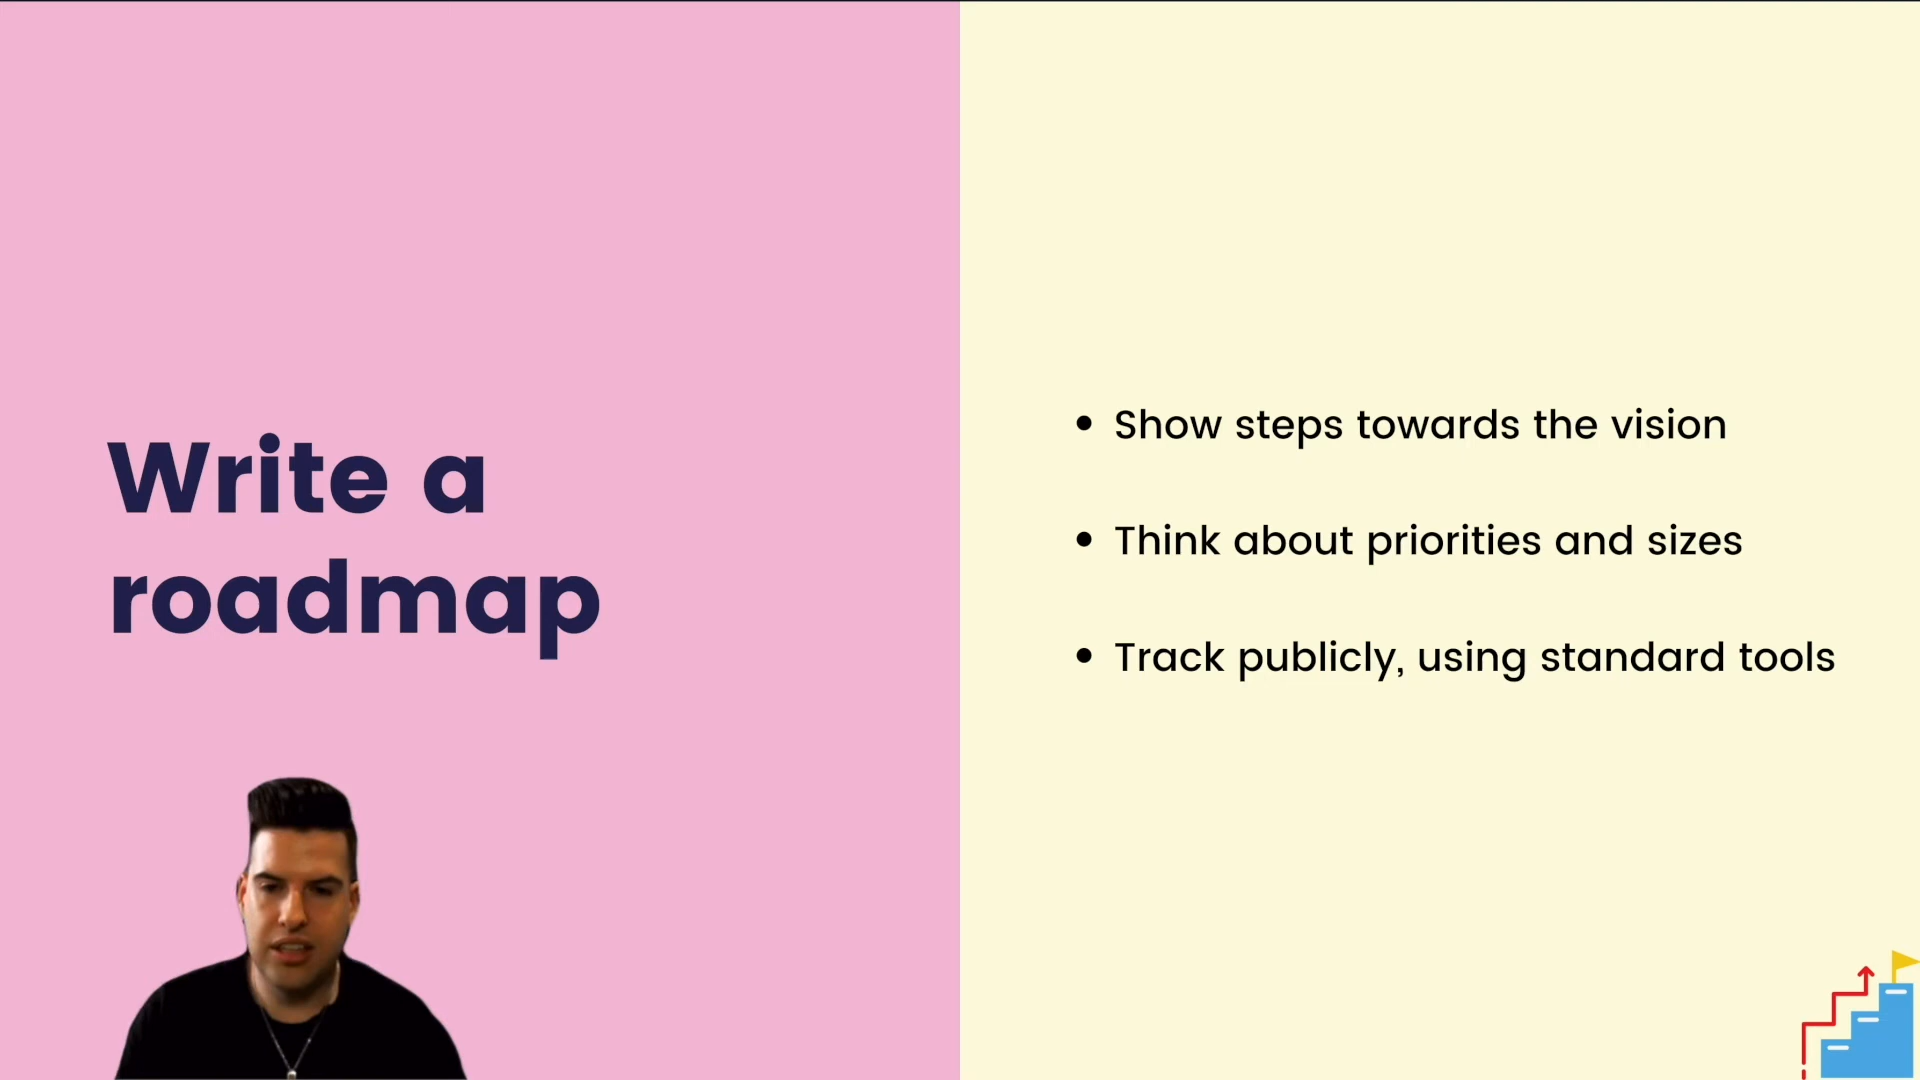 Write a
roadmap
• Show steps towards the vision
• Think about priorities and sizes
• Track publicly, using standard tools